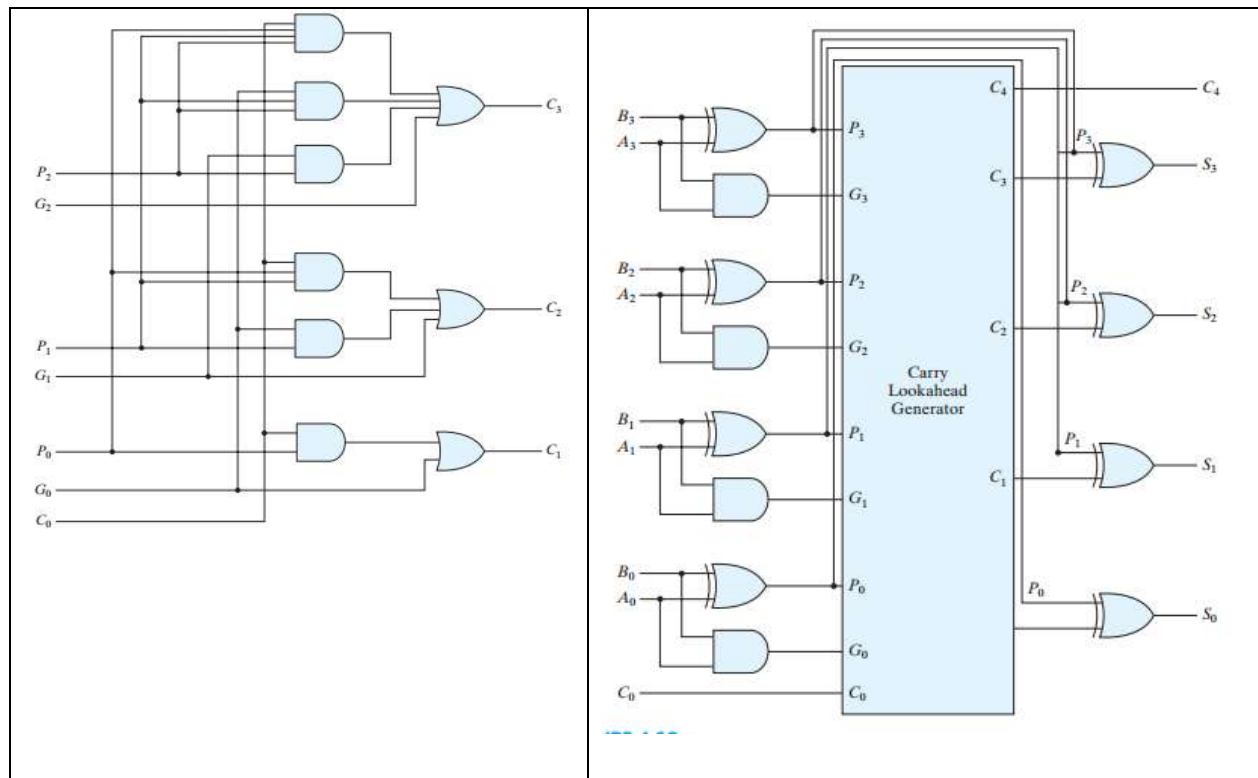 C₃
P₂
G₂
C₂
P₁
G₁
P₀
C₁
G₀
C₀
C₄
C₄
B₃
P₃
P₃
A₃
S₃
C₃
G₃
B₂
P₂
P₂
A₂
S₂
C₂
G₂
Carry
Lookahead
Generator
B₁
P₁
P₁
A₁
S₁
C₁
G₁
B₀
P₀
P₀
A₀
S₀
G₀
C₀
C₀